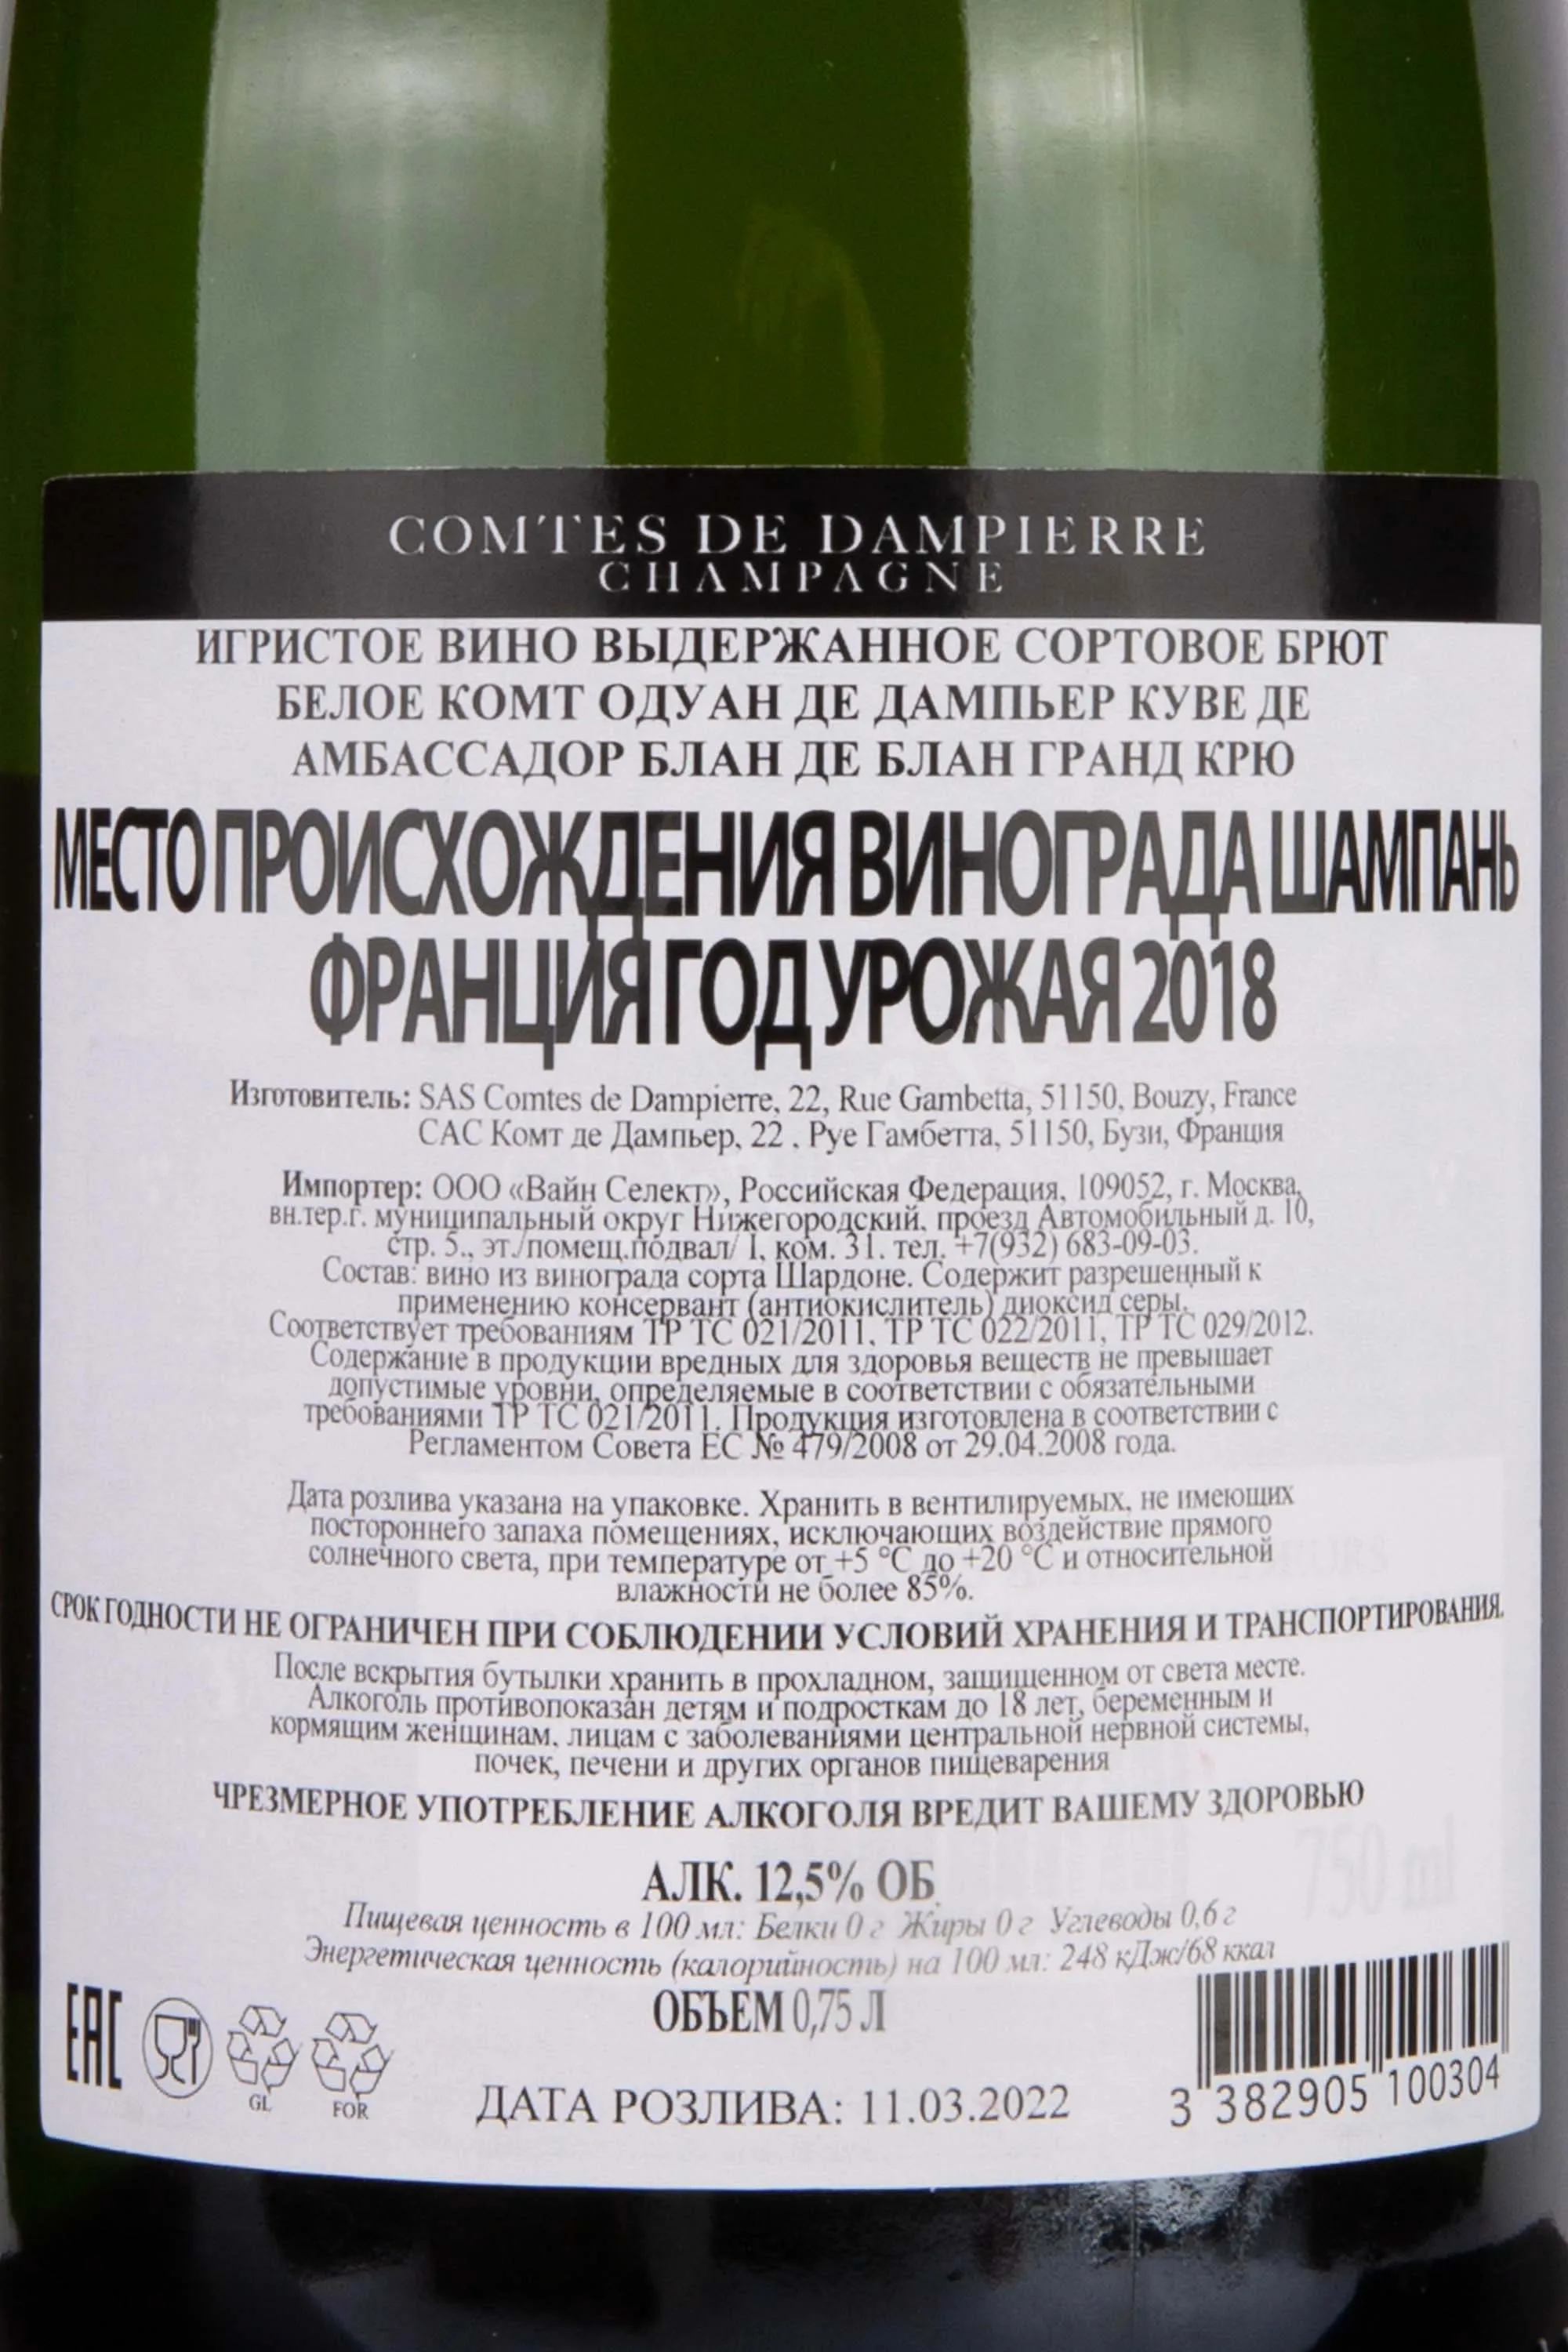 COMTES DE DAMPIERRE
CHAMPAGNE
ИГРИСТОЕ ВИНО ВЫДЕРЖАННОЕ СОРТОВОЕ БРЮТ
БЕЛОЕ КОМТ ОДУАН ДЕ ДАМПЬЕР КУВЕ ДЕ
АМБАССАДОР БЛАН ДЕ БЛАН ГРАНД КРЮ
МЕСТО ПРОИСХОЖДЕНИЯ ВИНОГРАДА ШАМПАНЬ
ФРАНЦИЯ ГОД УРОЖАЯ 2018
Изготовитель: SAS Comtes de Dampierre, 22, Rue Gambetta, 51150, Bouzy, France
САС Комт де Дампьер, 22 , Руе Гамбетта, 51150, Бузи, Франция
Импортер: ООО «Вайн Селект», Российская Федерация, 109052, г. Москва,
вн.тер.г. муниципальный округ Нижегородский, проезд Автомобильный д. 10,
стр. 5., эт./помещ.подвал/ I, ком. 31. тел. +7(932) 683-09-03.
Состав: вино из винограда сорта Шардоне. Содержит разрешенный к
применению консервант (антиокислитель) диоксид серы.
Соответствует требованиям ТР ТС 021/2011, ТР ТС 022/2011, ТР ТС 029/2012.
Содержание в продукции вредных для здоровья веществ не превышает
допустимые уровни, определяемые в соответствии с обязательными
требованиями ТР ТС 021/2011. Продукция изготовлена в соответствии с
Регламентом Совета ЕС № 479/2008 от 29.04.2008 года.
Дата розлива указана на упаковке. Хранить в вентилируемых, не имеющих
постороннего запаха помещениях, исключающих воздействие прямого
солнечного света, при температуре от +5 °C до +20 °C и относительной
влажности не более 85%.
СРОК ГОДНОСТИ НЕ ОГРАНИЧЕН ПРИ СОБЛЮДЕНИИ УСЛОВИЙ ХРАНЕНИЯ И ТРАНСПОРТИРОВАНИЯ.
После вскрытия бутылки хранить в прохладном, защищенном от света месте.
Алкоголь противопоказан детям и подросткам до 18 лет, беременным и
кормящим женщинам, лицам с заболеваниями центральной нервной системы,
почек, печени и других органов пищеварения
ЧРЕЗМЕРНОЕ УПОТРЕБЛЕНИЕ АЛКОГОЛЯ ВРЕДИТ ВАШЕМУ ЗДОРОВЬЮ
АЛК. 12,5% ОБ.
750 ml
Пищевая ценность в 100 мл: Белки 0 г Жиры 0 г Углеводы 0,6 г
Энергетическая ценность (калорийность) на 100 мл: 248 кДж/68 ккал
ОБЪЕМ 0,75 Л
EAC
GL
FOR
ДАТА РОЗЛИВА: 11.03.2022
3 382905 100304